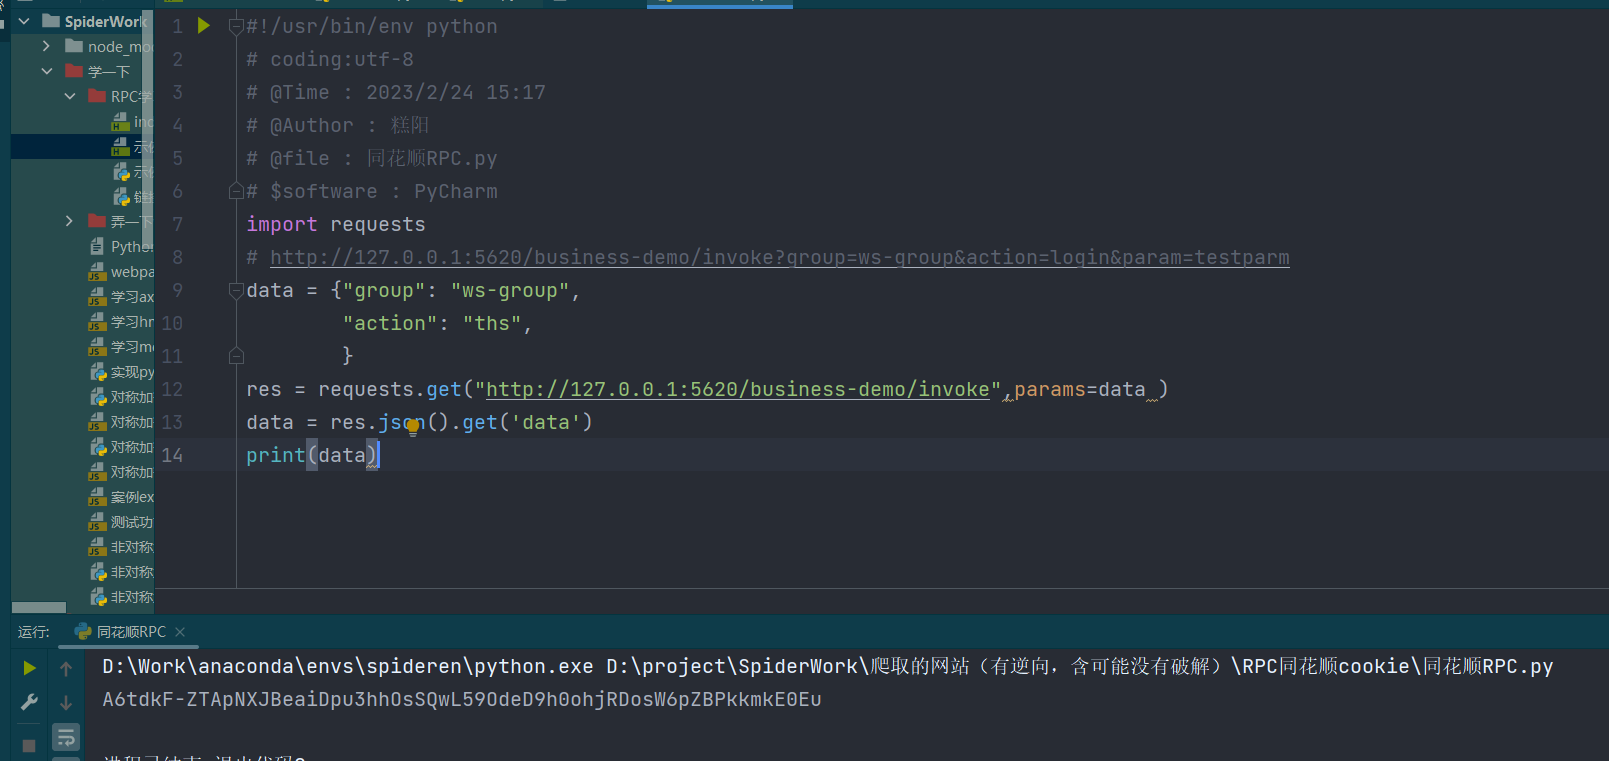 SpiderWork
node_mo
学一下
RPC学
inc
示例
示例
链接
弄一下
Python
webpa
学习ax
学习hr
学习mo
实现py
对称加
对称加
对称加
对称加
案例ex
测试功
非对称
非对称
非对称
1 #!/usr/bin/env python
2 # coding:utf-8
3 # @Time : 2023/2/24 15:17
4 # @Author : 糕阳
5 # @file : 同花顺RPC.py
6 # $software : PyCharm
7 import requests
8 # http://127.0.0.1:5620/business-demo/invoke?group=ws-group&action=login&param=testparm
9 data = {"group": "ws-group",
10 "action": "ths",
11 }
12 res = requests.get("http://127.0.0.1:5620/business-demo/invoke",params=data )
13 data = res.json().get('data')
14 print(data)
运行: 同花顺RPC
D:\Work\anaconda\envs\spideren\python.exe D:\project\SpiderWork\爬取的网站（有逆向，含可能没有破解）\RPC同花顺cookie\同花顺RPC.py
A6tdkF-ZTApNXJBeaiDpu3hhOsSQwL59OdeD9h0ohjRDosW6pZBPkkmkE0Eu